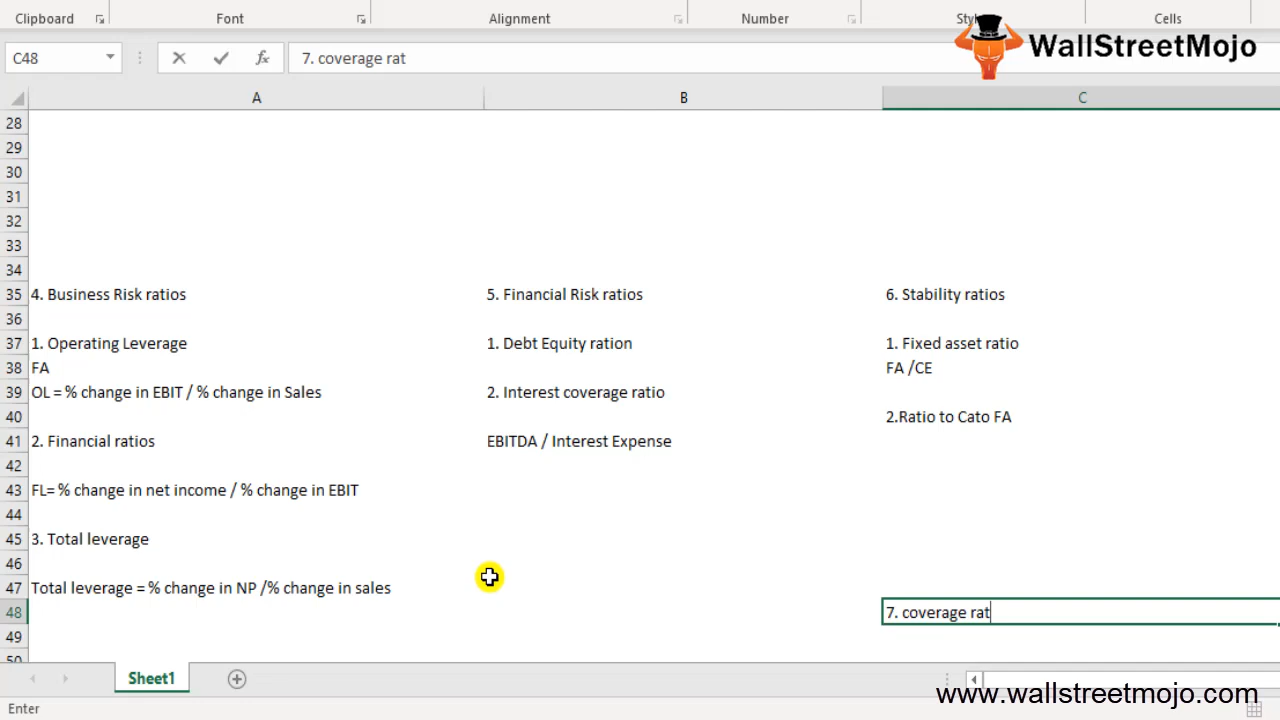 Clipboard Font Alignment Number Cells
WallStreetMojo
C48 fx 7. coverage rat
A B C
28
29
30
31
32
33
34
35 4. Business Risk ratios 5. Financial Risk ratios 6. Stability ratios
36
37 1. Operating Leverage 1. Debt Equity ration 1. Fixed asset ratio
38 FA FA /CE
39 OL = % change in EBIT / % change in Sales 2. Interest coverage ratio
40 2.Ratio to Cato FA
41 2. Financial ratios EBITDA / Interest Expense
42
43 FL= % change in net income / % change in EBIT
44
45 3. Total leverage
46
47 Total leverage = % change in NP /% change in sales
48 7. coverage rat
49
50
Sheet1
www.wallstreetmojo.com
Enter